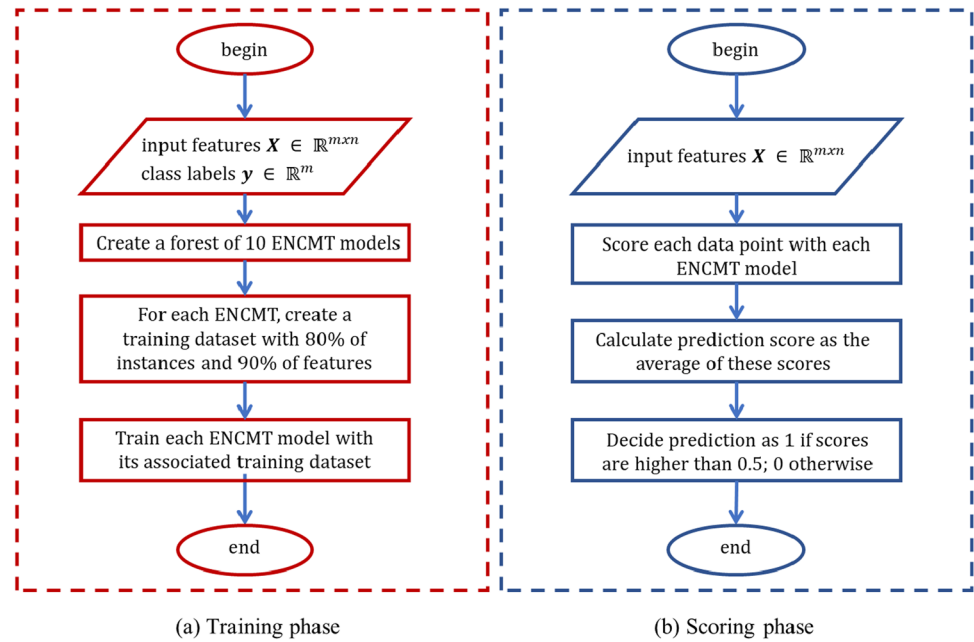 begin
input features X ∈ ℝ^{mxn}
class labels y ∈ ℝ^m
Create a forest of 10 ENCMT models
For each ENCMT, create a
training dataset with 80% of
instances and 90% of features
Train each ENCMT model with
its associated training dataset
end
(a) Training phase
begin
input features X ∈ ℝ^{mxn}
Score each data point with each
ENCMT model
Calculate prediction score as the
average of these scores
Decide prediction as 1 if scores
are higher than 0.5; 0 otherwise
end
(b) Scoring phase